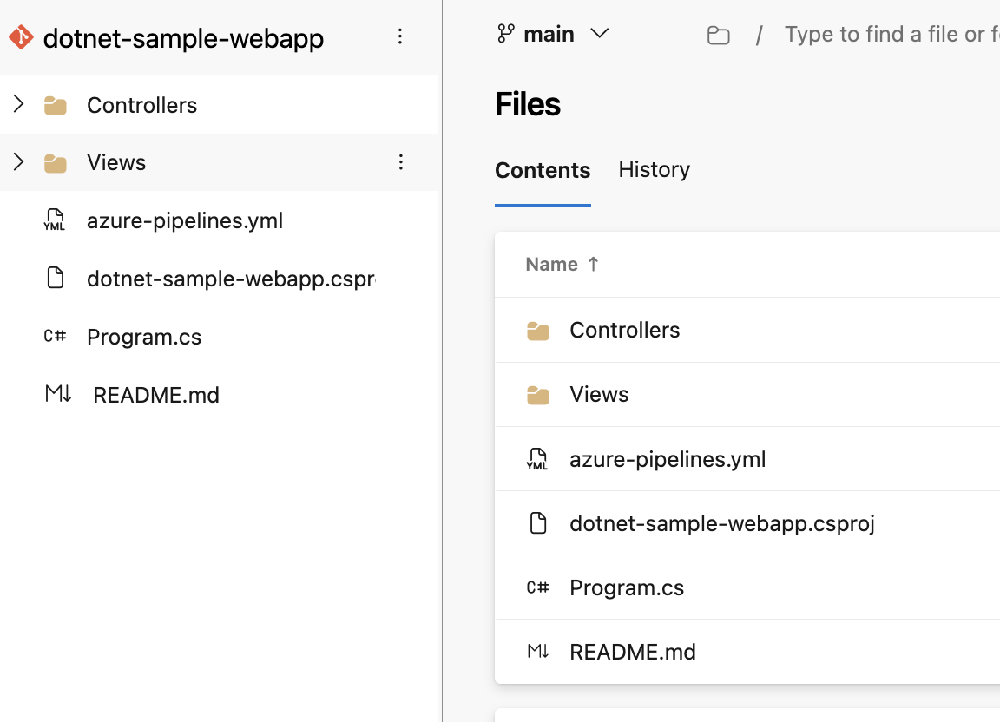 dotnet-sample-webapp
Controllers
Views
YML azure-pipelines.yml
dotnet-sample-webapp.cspr
C# Program.cs
M↓ README.md
main
/ Type to find a file or f
Files
Contents History
Name ↑
Controllers
Views
YML azure-pipelines.yml
dotnet-sample-webapp.csproj
C# Program.cs
M↓ README.md